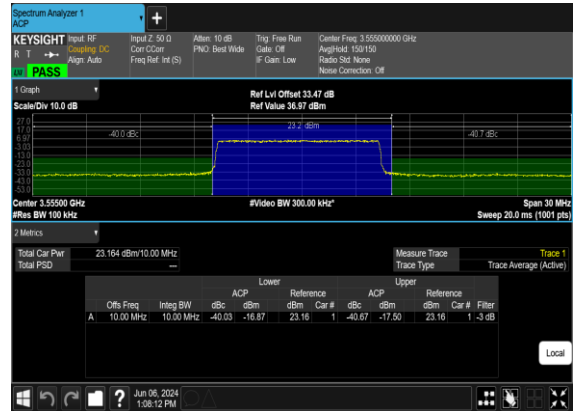 Spectrum Analyzer 1
ACP
KEYSIGHT
R T
LW PASS
Input: RF
Coupling: DC
Align: Auto
Input Z: 50 Ω
Corr CCorr
Freq Ref: Int (S)
Atten: 10 dB
PNO: Best Wide
Trig: Free Run
Gate: Off
IF Gain: Low
Center Freq: 3.555000000 GHz
Avg|Hold: 150/150
Radio Std: None
Noise Correction: Off
1 Graph
Scale/Div 10.0 dB
Ref Lvl Offset 33.47 dB
Ref Value 36.97 dBm
27.0
17.0
6.97
-3.03
-13.0
-23.0
-33.0
-43.0
-53.0
-40.0 dBc
23.2 dBm
-40.7 dBc
Center 3.55500 GHz
#Video BW 300.00 kHz*
Span 30 MHz
#Res BW 100 kHz
Sweep 20.0 ms (1001 pts)
2 Metrics
Total Car Pwr 23.164 dBm/10.00 MHz
Total PSD ---
Measure Trace Trace 1
Trace Type Trace Average (Active)
Lower Upper
ACP Reference ACP Reference
Offs Freq Integ BW dBc dBm dBm Car # dBc dBm dBm Car # Filter
A 10.00 MHz 10.00 MHz -40.03 -16.87 23.16 1 -40.67 -17.50 23.16 1 -3 dB
Local
?
Jun 06, 2024
1:08:12 PM